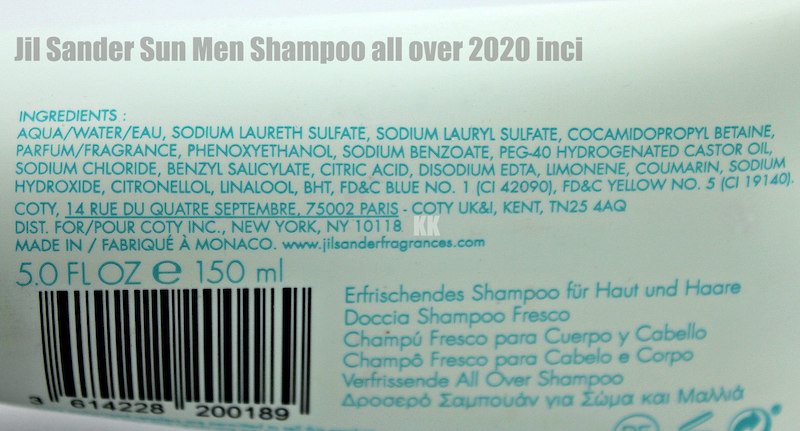 Jil Sander Sun Men Shampoo all over 2020 inci
INGREDIENTS :
AQUA/WATER/EAU, SODIUM LAURETH SULFATE, SODIUM LAURYL SULFATE, COCAMIDOPROPYL BETAINE,
PARFUM/FRAGRANCE, PHENOXYETHANOL, SODIUM BENZOATE, PEG-40 HYDROGENATED CASTOR OIL,
SODIUM CHLORIDE, BENZYL SALICYLATE, CITRIC ACID, DISODIUM EDTA, LIMONENE, COUMARIN, SODIUM
HYDROXIDE, CITRONELLOL, LINALOOL, BHT, FD&C BLUE NO. 1 (CI 42090), FD&C YELLOW NO. 5 (CI 19140).
COTY, 14 RUE DU QUATRE SEPTEMBRE, 75002 PARIS - COTY UK&I, KENT, TN25 4AQ
DIST. FOR/POUR COTY INC., NEW YORK, NY 10118 KK
MADE IN / FABRIQUÉ À MONACO. www.jilsanderfragrances.com
5.0 FL OZ e 150 ml
Erfrischendes Shampoo für Haut und Haare
Doccia Shampoo Fresco
Champú Fresco para Cuerpo y Cabello
Champô Fresco para Cabelo e Corpo
Verfrissende All Over Shampoo
Δροσερό Σαμπουάν για Σώμα και Μαλλιά
3 614228 200189